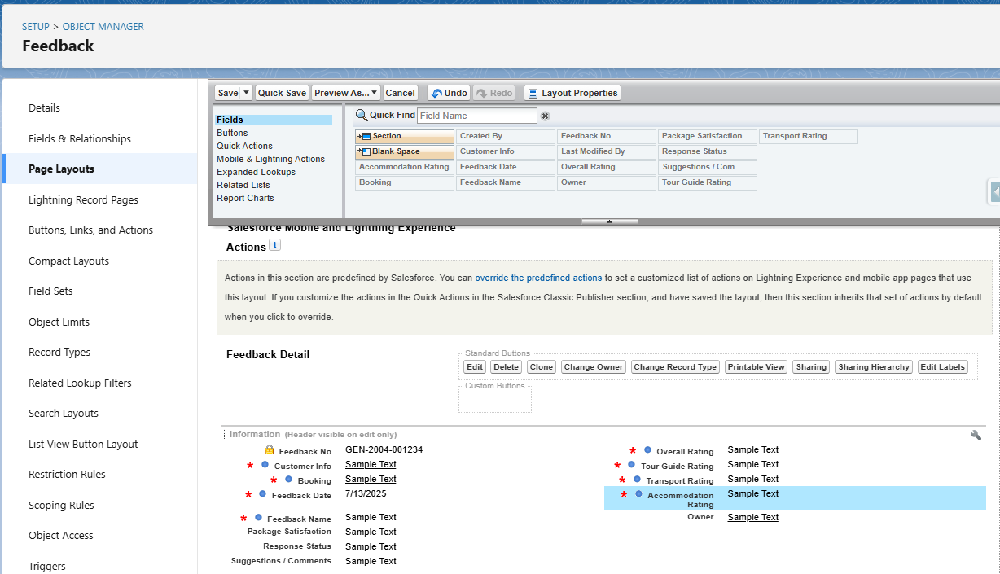 SETUP > OBJECT MANAGER
Feedback
Details
Fields & Relationships
Page Layouts
Lightning Record Pages
Buttons, Links, and Actions
Compact Layouts
Field Sets
Object Limits
Record Types
Related Lookup Filters
Search Layouts
List View Button Layout
Restriction Rules
Scoping Rules
Object Access
Triggers
Save Quick Save Preview As... Cancel Undo Redo Layout Properties
Fields
Buttons
Quick Actions
Mobile & Lightning Actions
Expanded Lookups
Related Lists
Report Charts
Quick Find Field Name
Section Created By Feedback No Package Satisfaction Transport Rating
Blank Space Customer Info Last Modified By Response Status
Accommodation Rating Feedback Date Overall Rating Suggestions / Com...
Booking Feedback Name Owner Tour Guide Rating
Salesforce Mobile and Lightning Experience
Actions i
Actions in this section are predefined by Salesforce. You can override the predefined actions to set a customized list of actions on Lightning Experience and mobile app pages that use
this layout. If you customize the actions in the Quick Actions in the Salesforce Classic Publisher section, and have saved the layout, then this section inherits that set of actions by default
when you click to override.
Feedback Detail
Standard Buttons
Edit Delete Clone Change Owner Change Record Type Printable View Sharing Sharing Hierarchy Edit Labels
Custom Buttons
Information (Header visible on edit only)
Feedback No GEN-2004-001234 * Overall Rating Sample Text
* Customer Info Sample Text * Tour Guide Rating Sample Text
* Booking Sample Text * Transport Rating Sample Text
* Feedback Date 7/13/2025 * Accommodation Sample Text
Rating
* Feedback Name Sample Text Owner Sample Text
Package Satisfaction Sample Text
Response Status Sample Text
Suggestions / Comments Sample Text